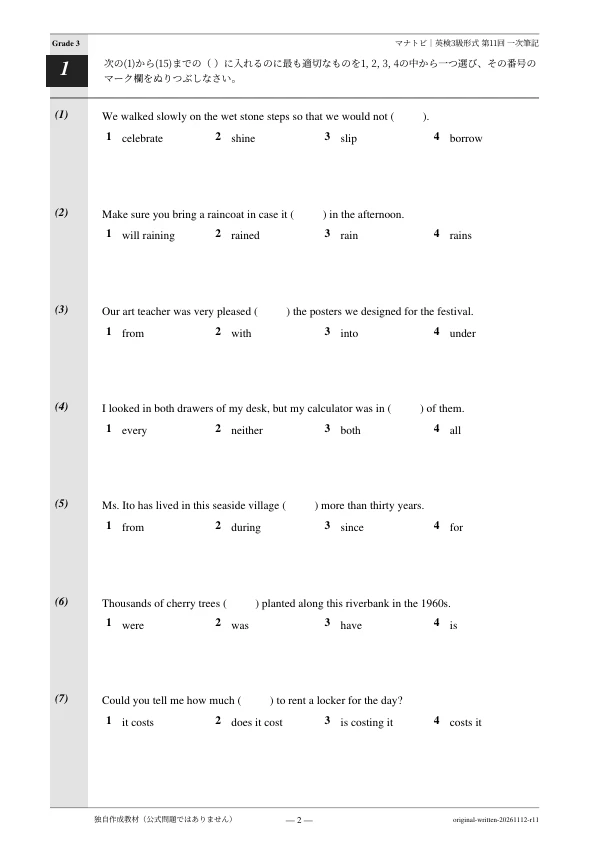 Grade 3
マナトビ｜英検3級形式 第11回 一次筆記
1
次の(1)から(15)までの（ ）に入れるのに最も適切なものを1, 2, 3, 4の中から一つ選び、その番号の
マーク欄をぬりつぶしなさい。
(1)
We walked slowly on the wet stone steps so that we would not (          ).
1 celebrate 2 shine 3 slip 4 borrow
(2)
Make sure you bring a raincoat in case it (          ) in the afternoon.
1 will raining 2 rained 3 rain 4 rains
(3)
Our art teacher was very pleased (          ) the posters we designed for the festival.
1 from 2 with 3 into 4 under
(4)
I looked in both drawers of my desk, but my calculator was in (          ) of them.
1 every 2 neither 3 both 4 all
(5)
Ms. Ito has lived in this seaside village (          ) more than thirty years.
1 from 2 during 3 since 4 for
(6)
Thousands of cherry trees (          ) planted along this riverbank in the 1960s.
1 were 2 was 3 have 4 is
(7)
Could you tell me how much (          ) to rent a locker for the day?
1 it costs 2 does it cost 3 is costing it 4 costs it
独自作成教材（公式問題ではありません）
— 2 —
original-written-20261112-r11